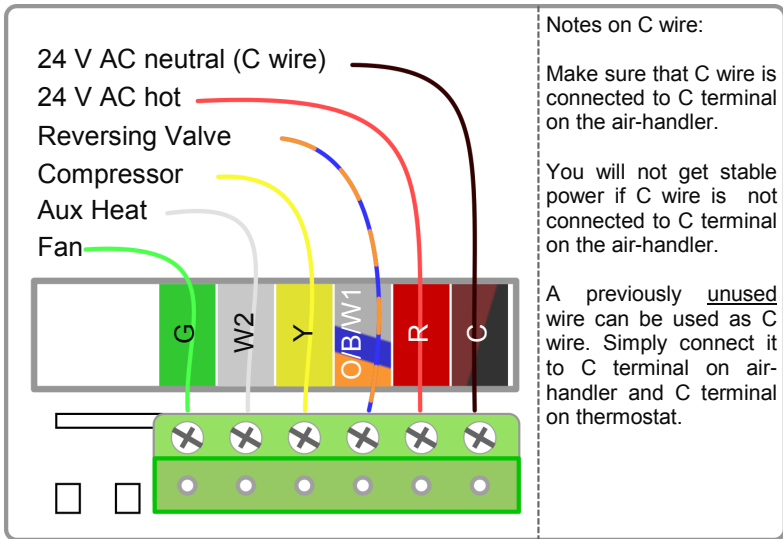 24 V AC neutral (C wire)
24 V AC hot
Reversing Valve
Compressor
Aux Heat
Fan
G
W2
Y
O/B/W1
R
C
Notes on C wire:
Make sure that C wire is
connected to C terminal
on the air-handler.
You will not get stable
power if C wire is not
connected to C terminal
on the air-handler.
A previously unused
wire can be used as C
wire. Simply connect it
to C terminal on air-
handler and C terminal
on thermostat.